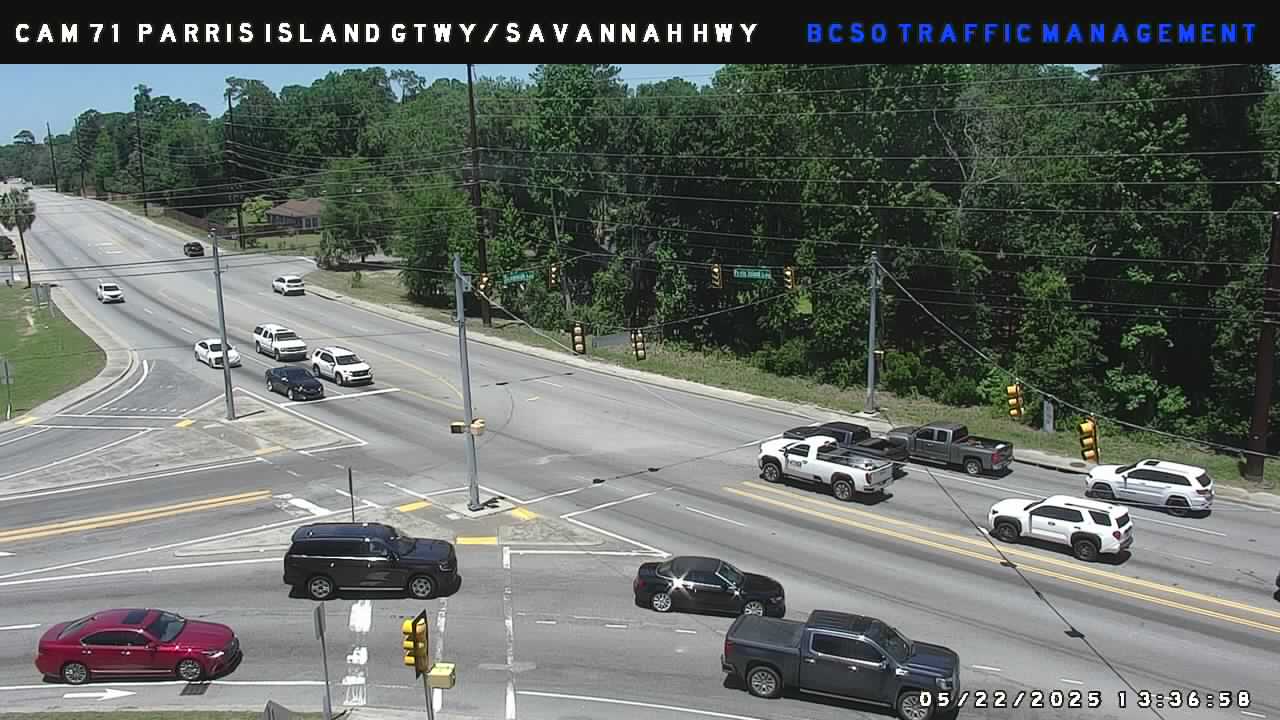 CAM 71 PARRIS ISLAND GTWY/SAVANNAH HWY
BCSO TRAFFIC MANAGEMENT
05/22/2025 13:36:58